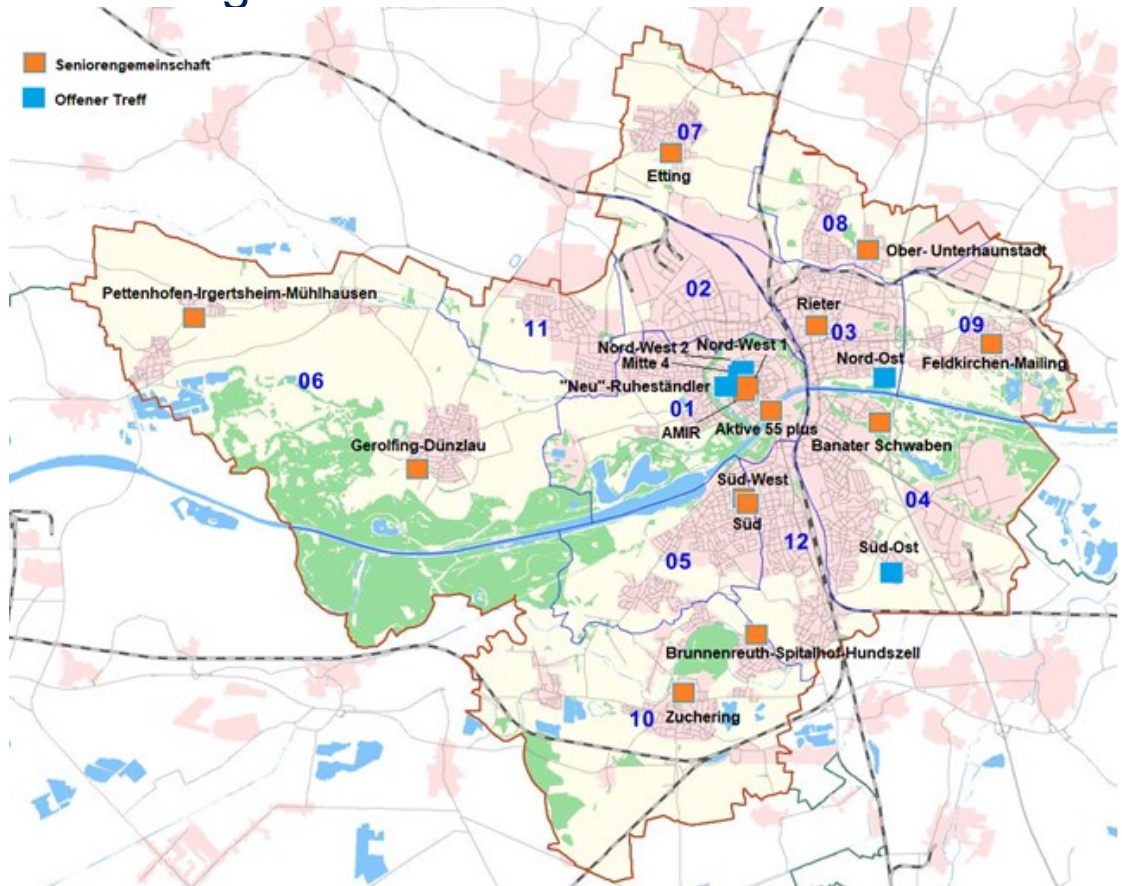 Seniorengemeinschaft
Offener Treff
07
Etting
08
Ober- Unterhaunstadt
Pettenhofen-Irgertsheim-Mühlhausen
02
Rieter
03
09
11
Nord-West 2
Nord-West 1
Mitte 4
Nord-Ost
Feldkirchen-Mailing
06
"Neu"-Ruheständler
01
AMIR
Aktive 55 plus
Banater Schwaben
Gerolfing-Dünzlau
Süd-West
04
Süd
12
Süd-Ost
05
Brunnenreuth-Spitalhof-Hundszell
10
Zuchering